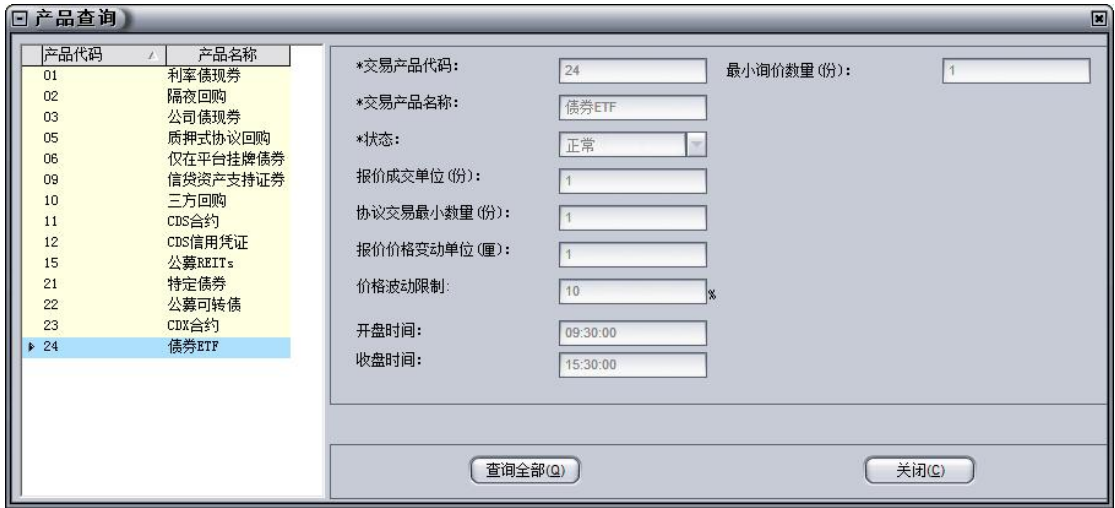 产品查询
产品代码 产品名称
01 利率债现券
02 隔夜回购
03 公司债现券
05 质押式协议回购
06 仅在平台挂牌债券
09 信贷资产支持证券
10 三方回购
11 CDS合约
12 CDS信用凭证
15 公募REITs
21 特定债券
22 公募可转债
23 CDX合约
24 债券ETF
*交易产品代码: 24 最小询价数量(份): 1
*交易产品名称: 债券ETF
*状态: 正常
报价成交单位(份): 1
协议交易最小数量(份): 1
报价价格变动单位(厘): 1
价格波动限制: 10 %
开盘时间: 09:30:00
收盘时间: 15:30:00
查询全部(Q) 关闭(C)